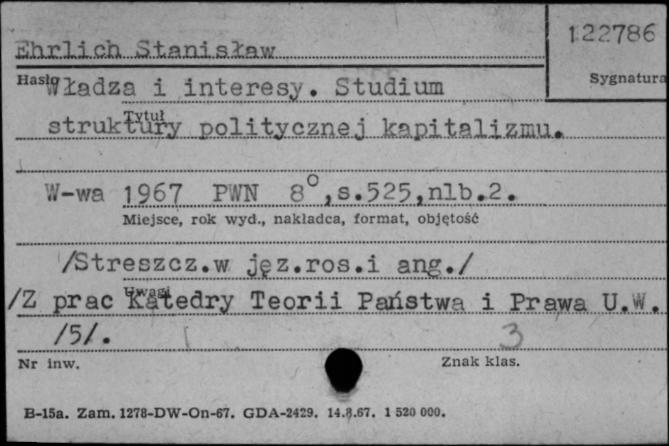 122786
Ehrlich Stanisław
Sygnatura
Hasło
Władza i interesy. Studium
Tytuł
struktury politycznej kapitalizmu.
W-wa 1967 PWN 8°,s.525,nlb.2.
Miejsce, rok wyd., nakładca, format, objętość
/Streszcz.w jęz.ros.i ang./
Uwagi
/Z prac Katedry Teorii Państwa i Prawa U.W.
/5/. 3
Nr inw. Znak klas.
B-15a. Zam. 1278-DW-On-67. GDA-2429. 14.8.67. 1 520 000.